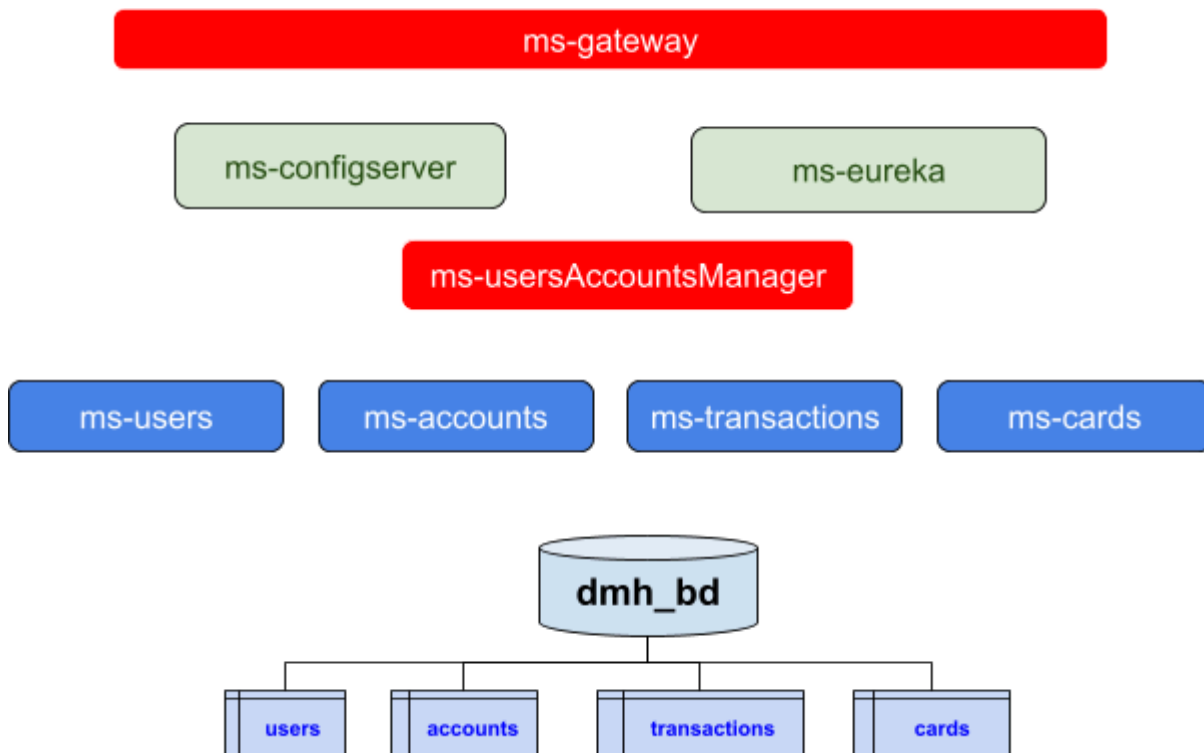 ms-gateway
ms-configserver
ms-eureka
ms-usersAccountsManager
ms-users
ms-accounts
ms-transactions
ms-cards
dmh_bd
users
accounts
transactions
cards